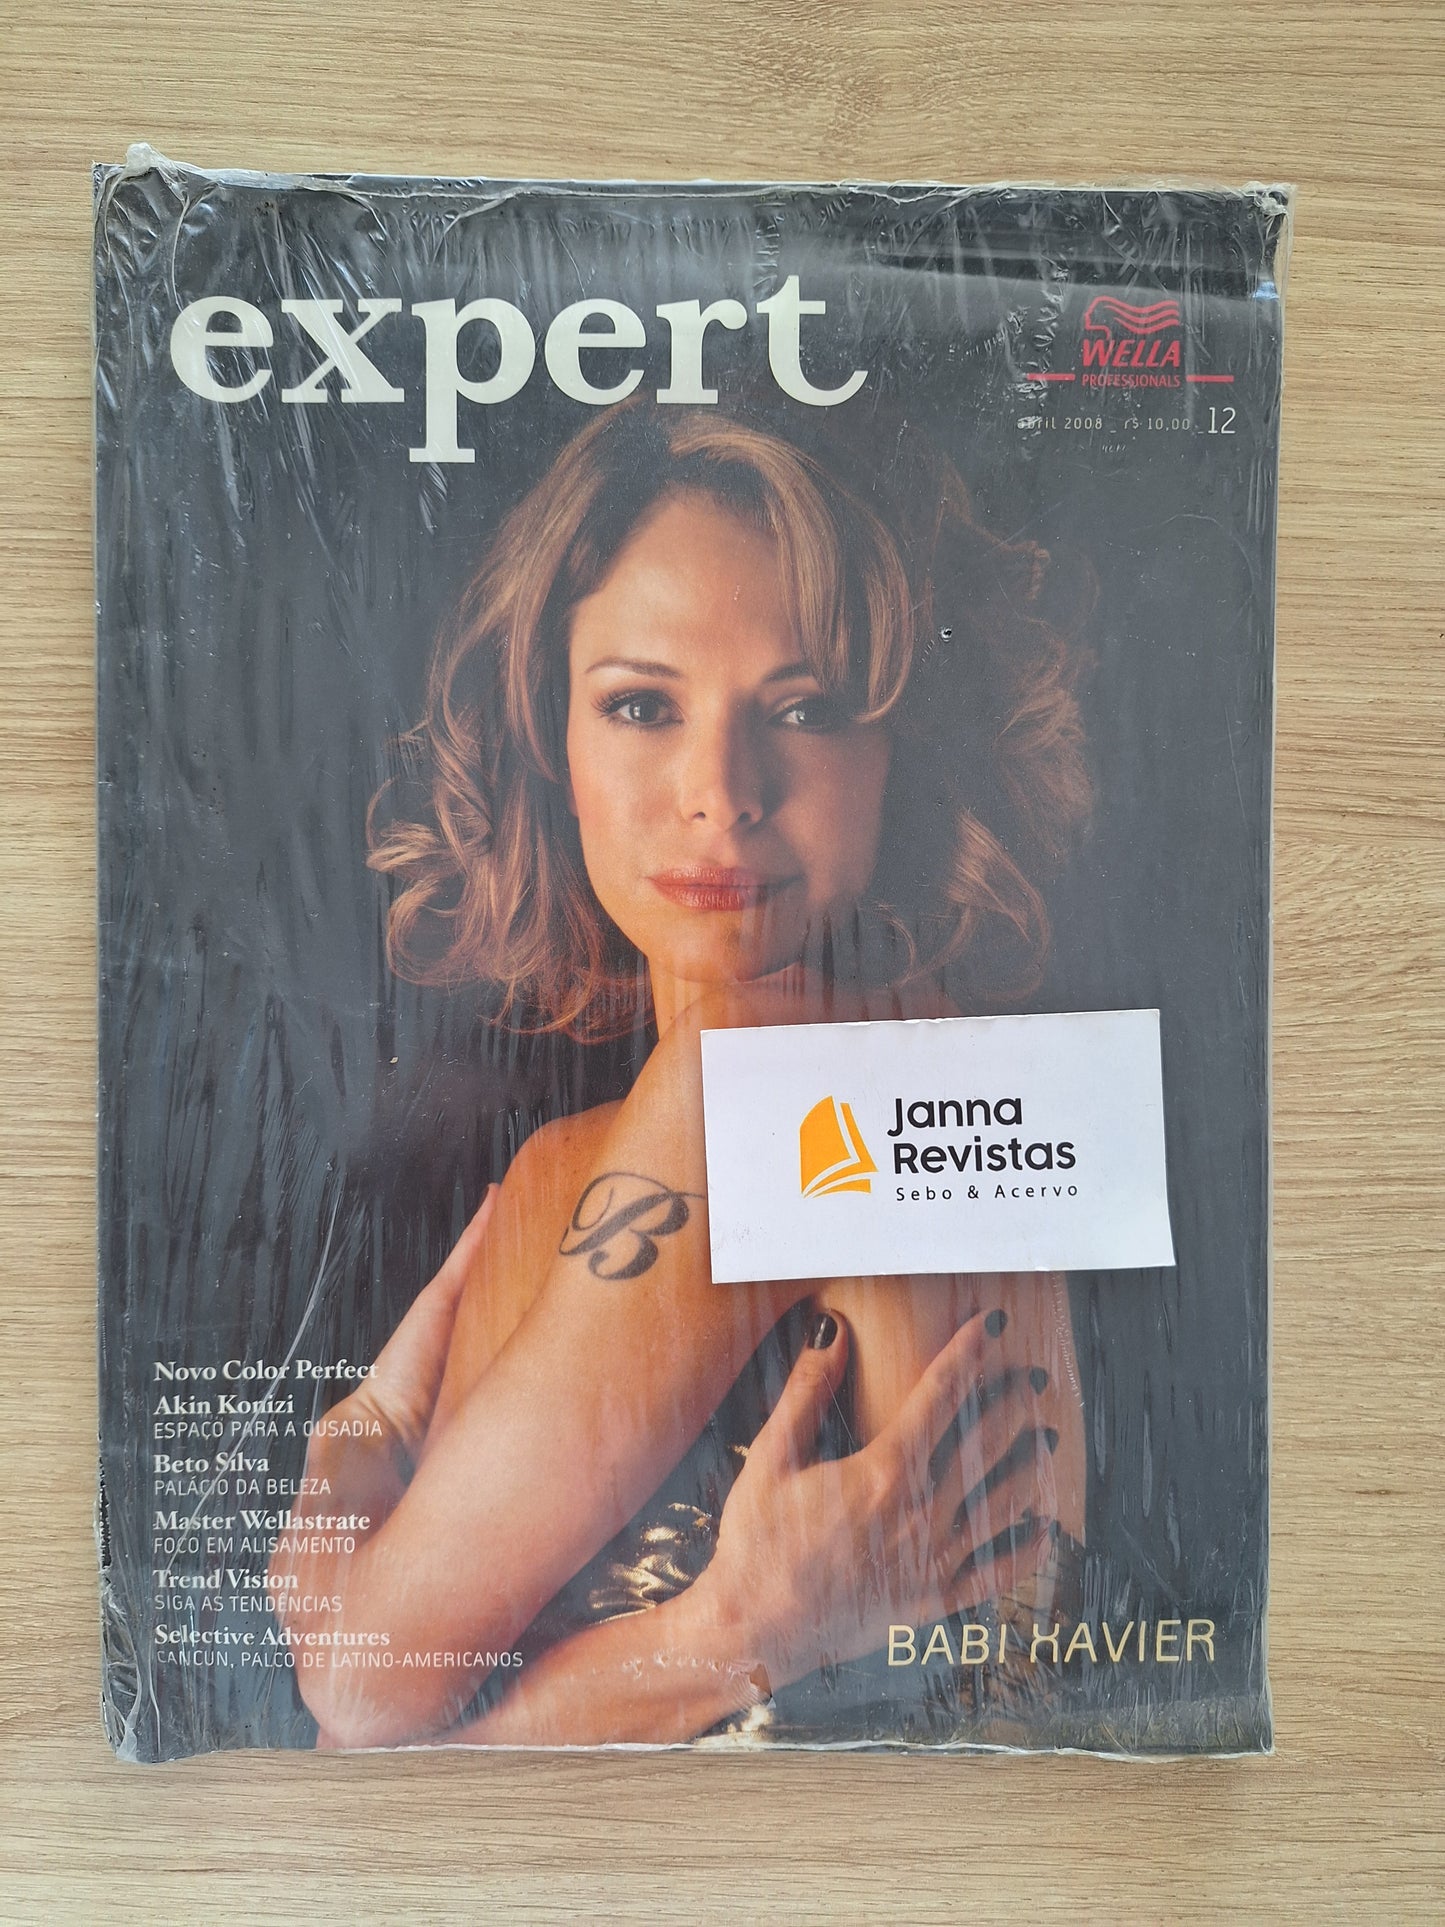 expert
WELLA
PROFESSIONALS
abril 2008 _ r$ 10,00 _12
Janna
Revistas
Sebo & Acervo
B
Novo Color Perfect
Akin Konizi
ESPAÇO PARA A OUSADIA
Beto Silva
PALÁCIO DA BELEZA
Master Wellastrate
FOCO EM ALISAMENTO
Trend Vision
SIGA AS TENDÊNCIAS
Selective Adventures
CANCUN, PALCO DE LATINO-AMERICANOS
BABI XAVIER